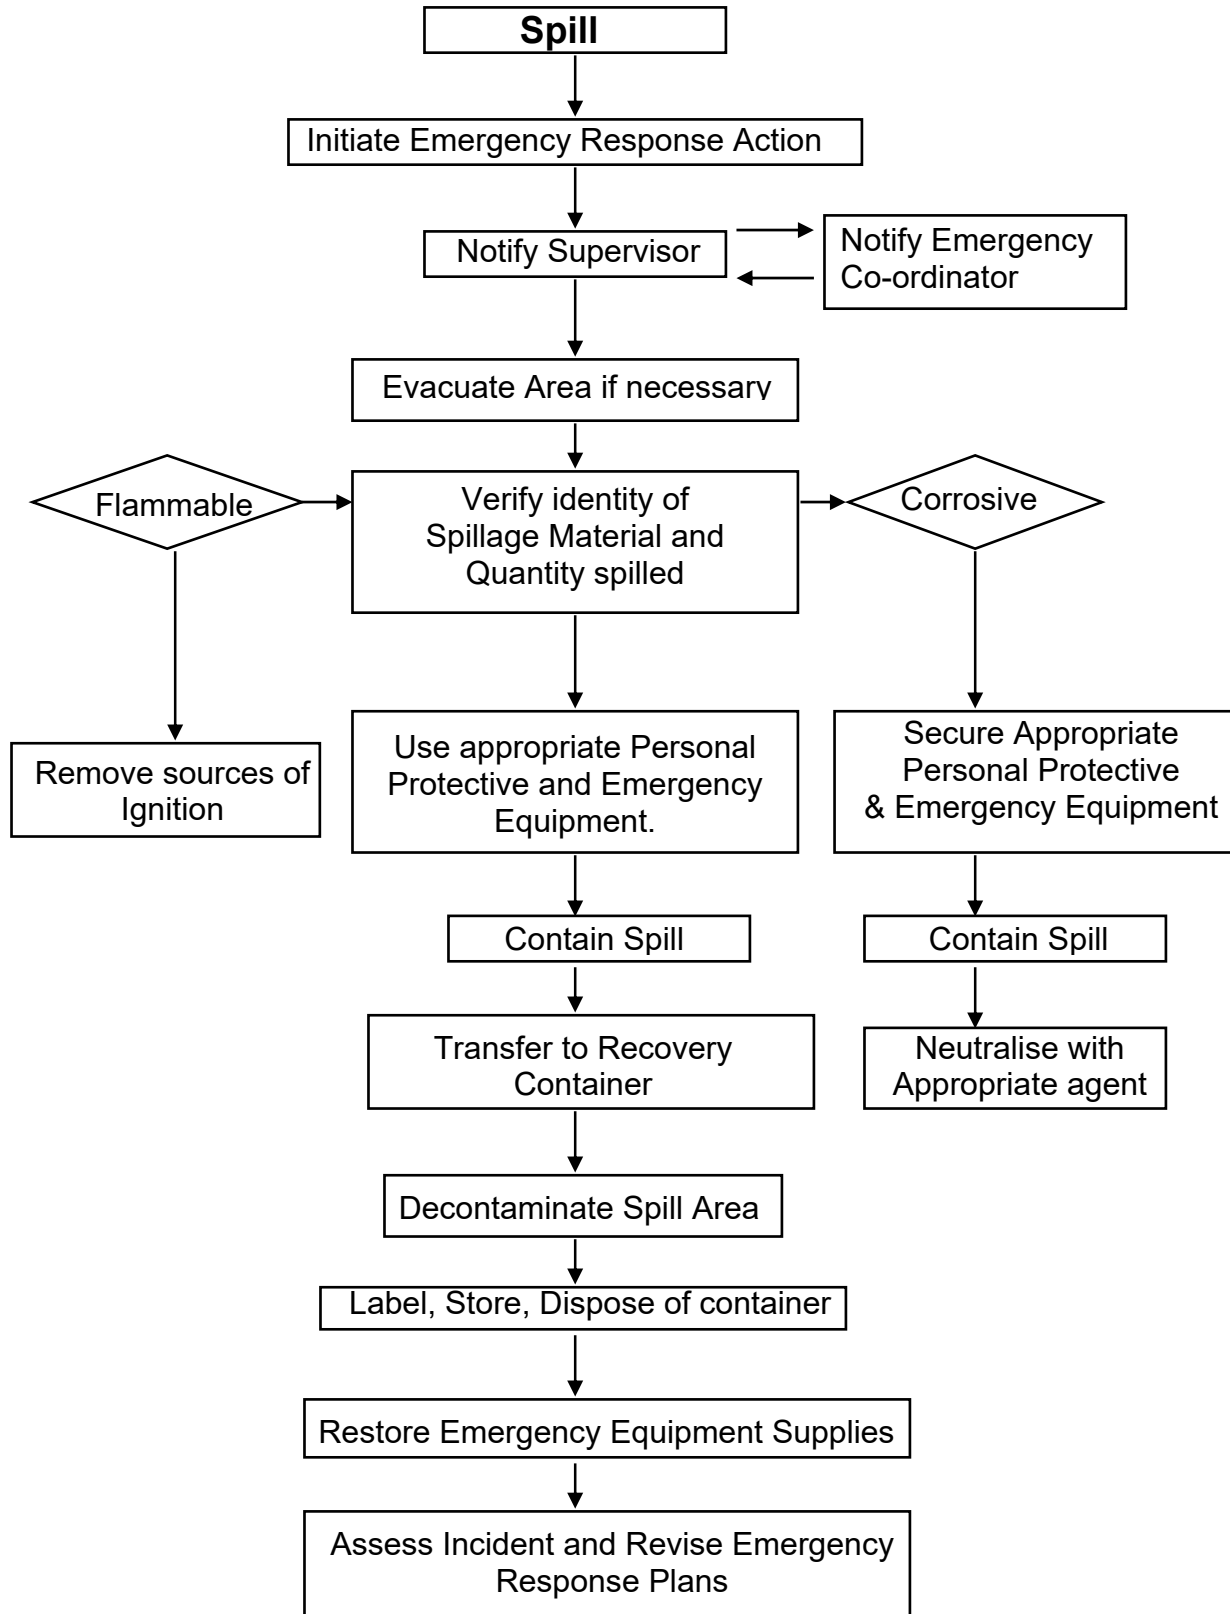 Spill
Initiate Emergency Response Action
Notify Supervisor
Notify Emergency
Co-ordinator
Evacuate Area if necessary
Flammable
Verify identity of
Spillage Material and
Quantity spilled
Corrosive
Remove sources of
Ignition
Use appropriate Personal
Protective and Emergency
Equipment.
Secure Appropriate
Personal Protective
& Emergency Equipment
Contain Spill
Contain Spill
Transfer to Recovery
Container
Neutralise with
Appropriate agent
Decontaminate Spill Area
Label, Store, Dispose of container
Restore Emergency Equipment Supplies
Assess Incident and Revise Emergency
Response Plans